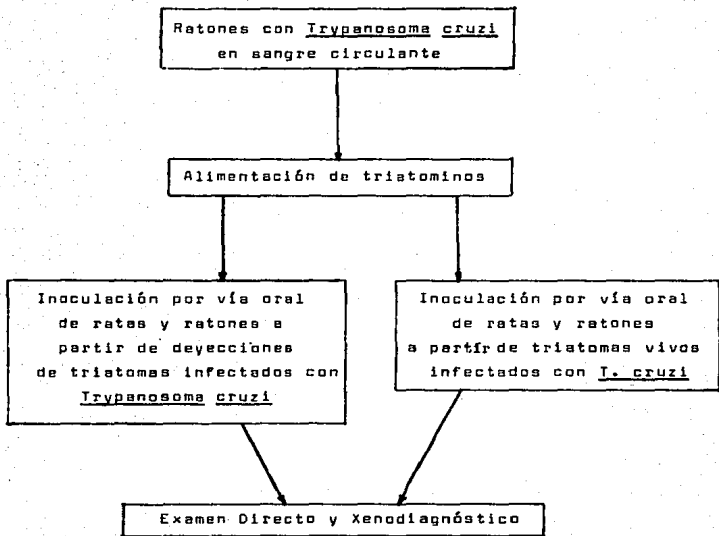 Ratones con Trypanosoma cruzi
en sangre circulante
Alimentación de triatominos
Inoculación por vía oral
de ratas y ratones a
partir de deyecciones
de triatomas infectados con
Trypanosoma cruzi
Inoculación por vía oral
de ratas y ratones
a partir de triatomas vivos
infectados con T. cruzi
Examen Directo y Xenodiagnóstico